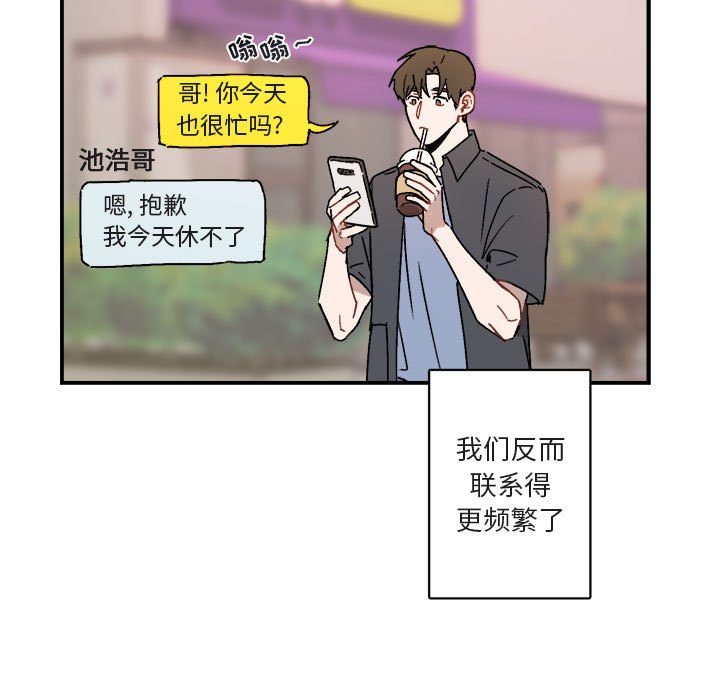 嗡嗡~
哥! 你今天
也很忙吗?
池浩哥
嗯, 抱歉
我今天休不了
我们反而
联系得
更频繁了